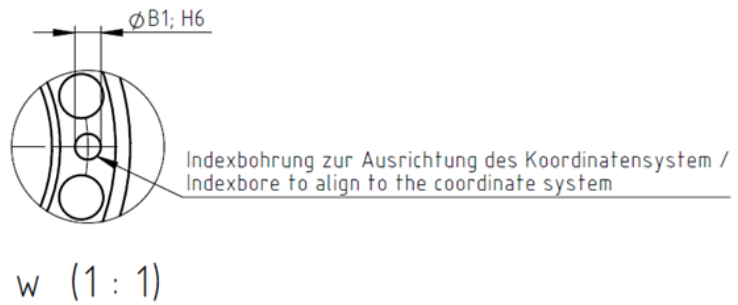 ⌀B1; H6
Indexbohrung zur Ausrichtung des Koordinatensystem /
Indexbore to align to the coordinate system
w (1 : 1)